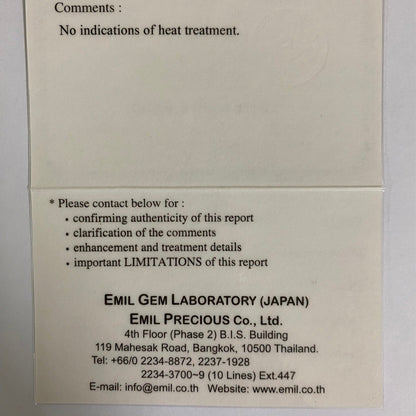 Comments :
No indications of heat treatment.
* Please contact below for :
• confirming authenticity of this report
• clarification of the comments
• enhancement and treatment details
• important LIMITATIONS of this report
EMIL GEM LABORATORY (JAPAN)
EMIL PRECIOUS CO., LTD.
4th Floor (Phase 2) B.I.S. Building
119 Mahesak Road, Bangkok, 10500 Thailand.
Tel: +66/0 2234-8872, 2237-1928
2234-3700~9 (10 Lines) Ext.447
E-mail: info@emil.co.th Website: www.emil.co.th